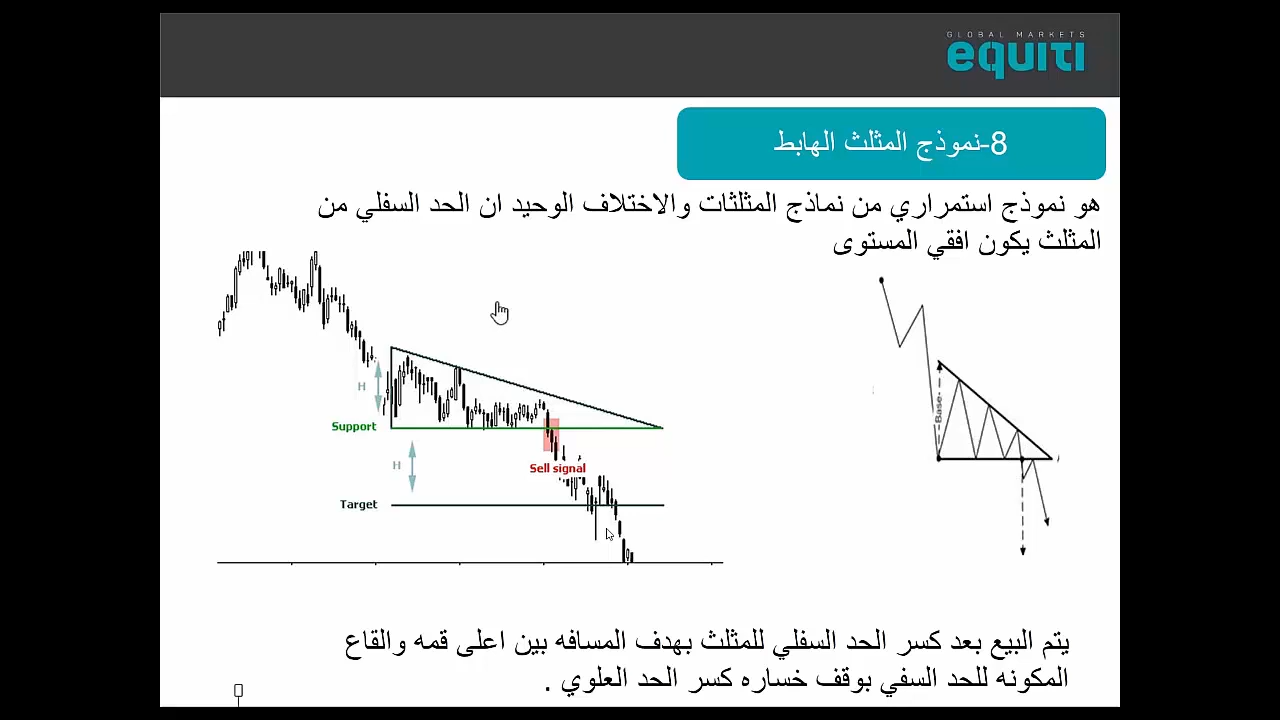 GLOBAL MARKETS
equiti
8-نموذج المثلث الهابط
هو نموذج استمراري من نماذج المثلثات والاختلاف الوحيد ان الحد السفلي من
المثلث يكون افقي المستوى
H
Support
H
Sell signal
Target
Base
يتم البيع بعد كسر الحد السفلي للمثلث بهدف المسافه بين اعلى قمه والقاع
المكونه للحد السفي بوقف خساره كسر الحد العلوي .